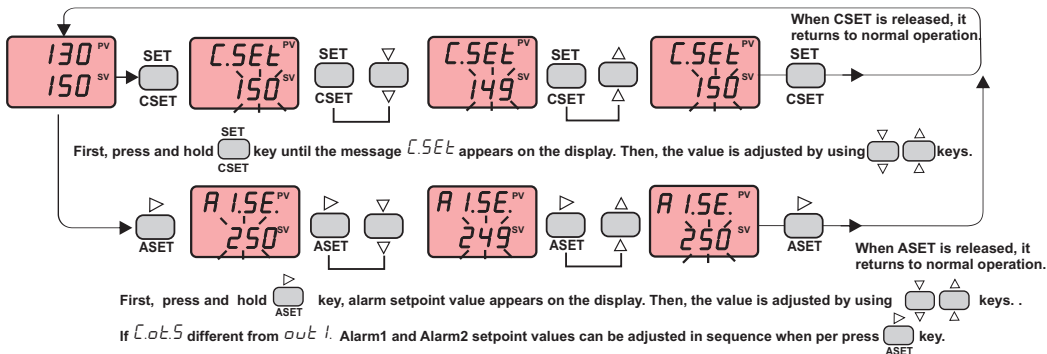 When CSET is released, it
returns to normal operation.
130 PV
150 SV
SET
CSET
C.SEt PV
150 SV
SET
CSET
C.SEt PV
149 SV
SET
CSET
C.SEt PV
150 SV
SET
CSET
First, press and hold SET CSET key until the message C.SEt appears on the display. Then, the value is adjusted by using ▽ ▽ △ △ keys.
▷
ASET
A1.SE. PV
250 SV
▷
ASET
▽
▽
A1.SE. PV
249 SV
▷
ASET
△
△
A1.SE. PV
250 SV
▷
ASET
When ASET is released, it
returns to normal operation.
First, press and hold ▷ ASET key, alarm setpoint value appears on the display. Then, the value is adjusted by using ▽ ▽ △ △ keys. .
If C.ot.S different from out 1. Alarm1 and Alarm2 setpoint values can be adjusted in sequence when per press ▷ ASET key.